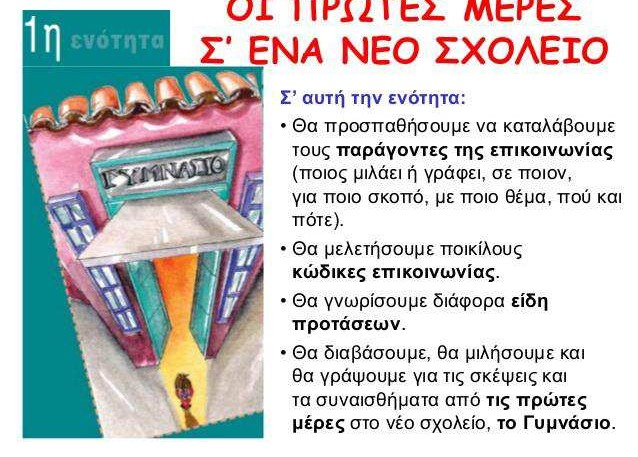 1η ενότητα
ΟΙ ΠΡΩΤΕΣ ΜΕΡΕΣ
Σ' ΕΝΑ ΝΕΟ ΣΧΟΛΕΙΟ
ΓΥΜΝΑΣΙΟ
Σ' αυτή την ενότητα:
• Θα προσπαθήσουμε να καταλάβουμε
τους παράγοντες της επικοινωνίας
(ποιος μιλάει ή γράφει, σε ποιον,
για ποιο σκοπό, με ποιο θέμα, πού και
πότε).
• Θα μελετήσουμε ποικίλους
κώδικες επικοινωνίας.
• Θα γνωρίσουμε διάφορα είδη
προτάσεων.
• Θα διαβάσουμε, θα μιλήσουμε και
θα γράψουμε για τις σκέψεις και
τα συναισθήματα από τις πρώτες
μέρες στο νέο σχολείο, το Γυμνάσιο.